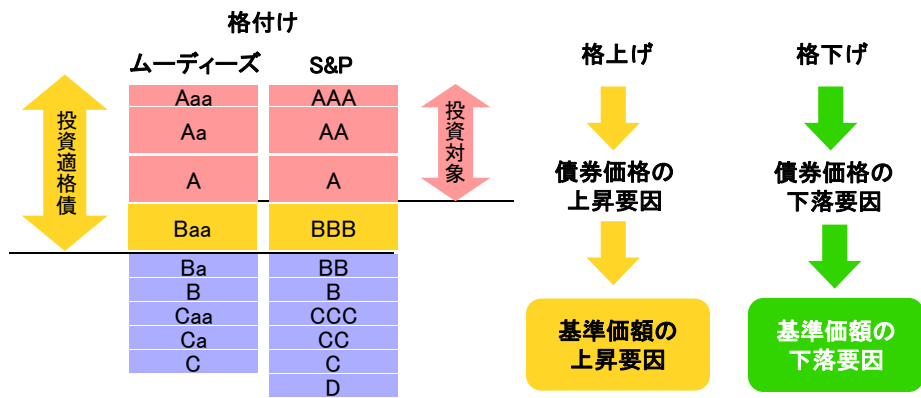 格付け
ムーディーズ
S&P
投資適格債
Aaa
AAA
Aa
AA
A
A
Baa
BBB
Ba
BB
B
B
Caa
CCC
Ca
CC
C
C
D
投資対象
格上げ
債券価格の
上昇要因
基準価額の
上昇要因
格下げ
債券価格の
下落要因
基準価額の
下落要因